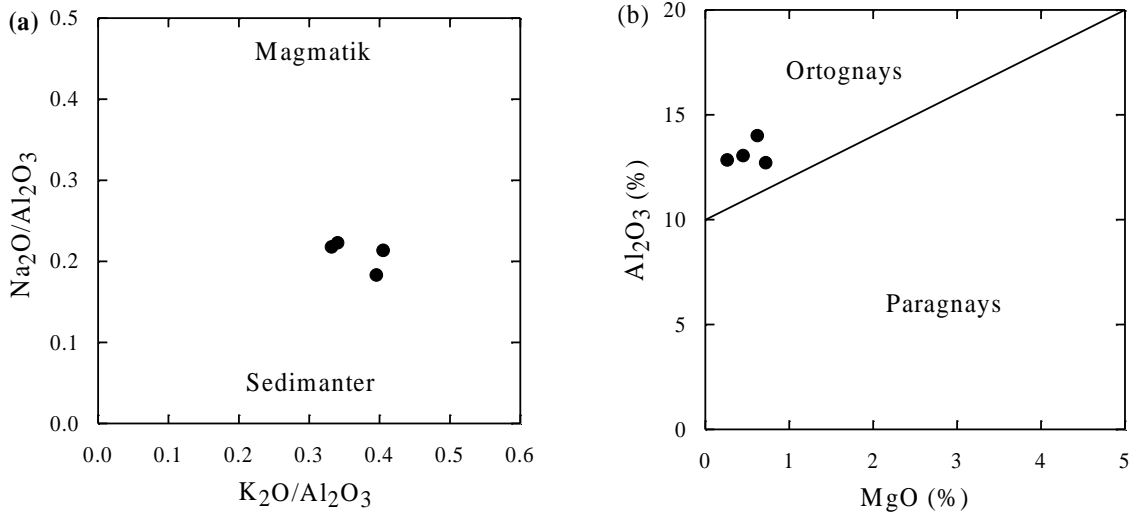 (a)
0.5
0.4
0.3
0.2
0.1
0.0
Na₂O/Al₂O₃
Magmatik
Sedimanter
0.0 0.1 0.2 0.3 0.4 0.5 0.6
K₂O/Al₂O₃
(b)
20
15
10
5
0
Al₂O₃ (%)
Ortognays
Paragnays
0 1 2 3 4 5
MgO (%)